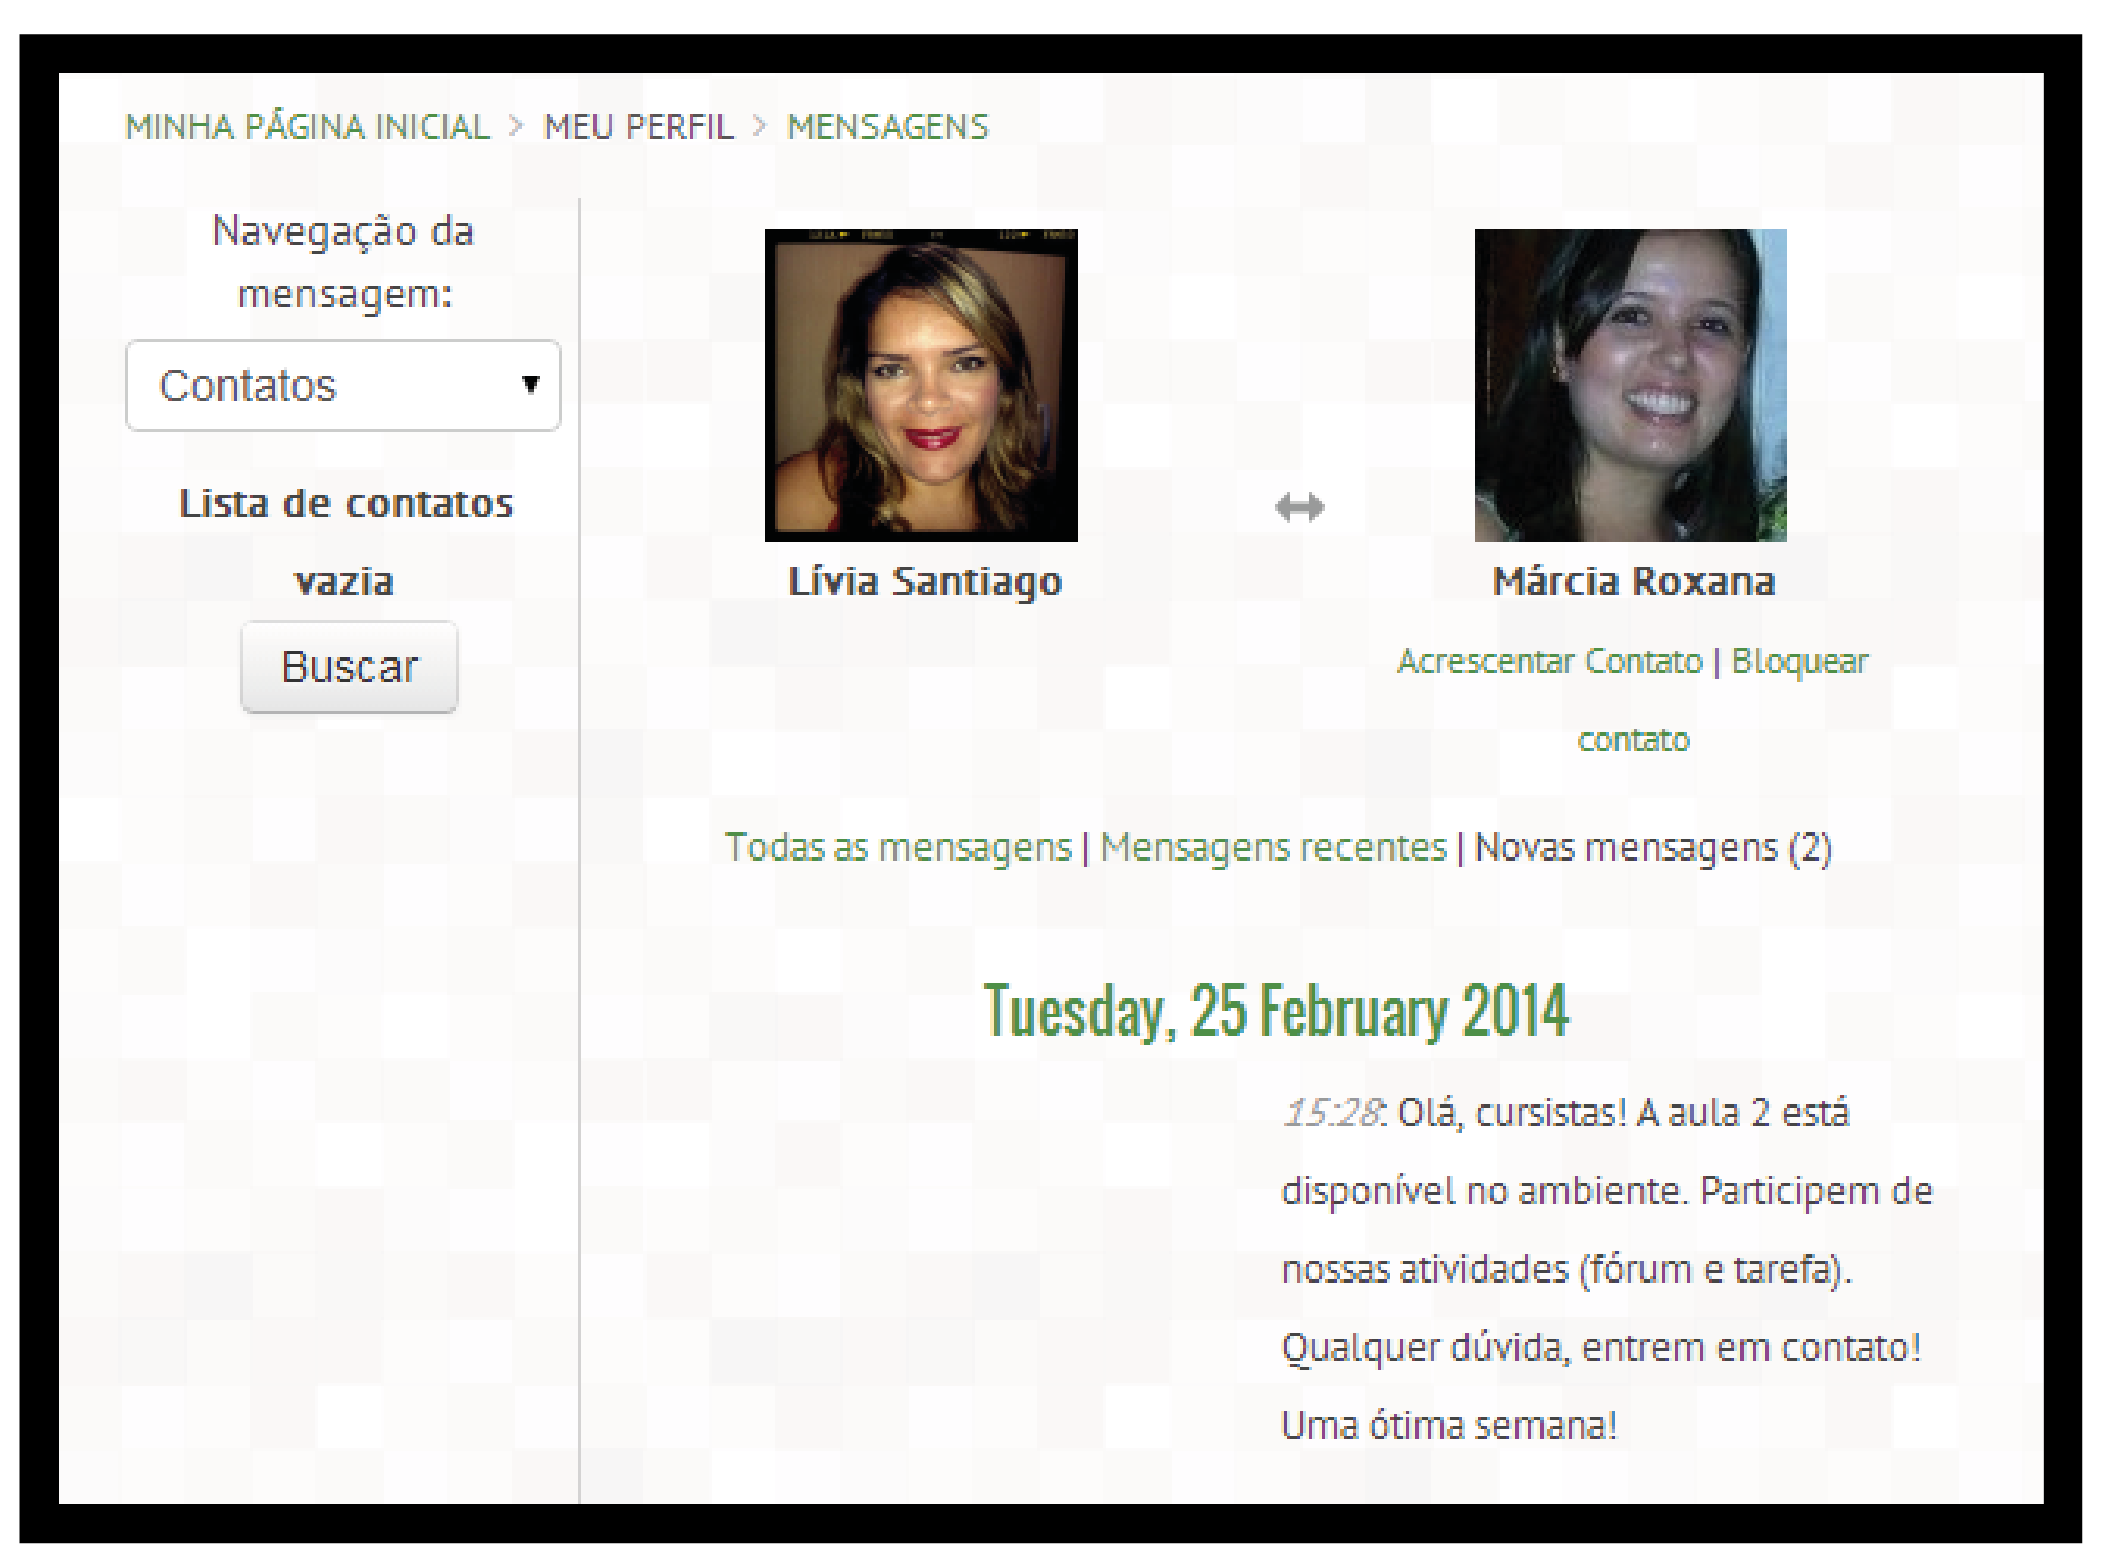 MINHA PÁGINA INICIAL > MEU PERFIL > MENSAGENS
Navegação da
mensagem:
Contatos
Lista de contatos
vazia
Buscar
Lívia Santiago
Márcia Roxana
Acrescentar Contato | Bloquear
contato
Todas as mensagens | Mensagens recentes | Novas mensagens (2)
Tuesday, 25 February 2014
15:28: Olá, cursistas! A aula 2 está
disponível no ambiente. Participem de
nossas atividades (fórum e tarefa).
Qualquer dúvida, entrem em contato!
Uma ótima semana!